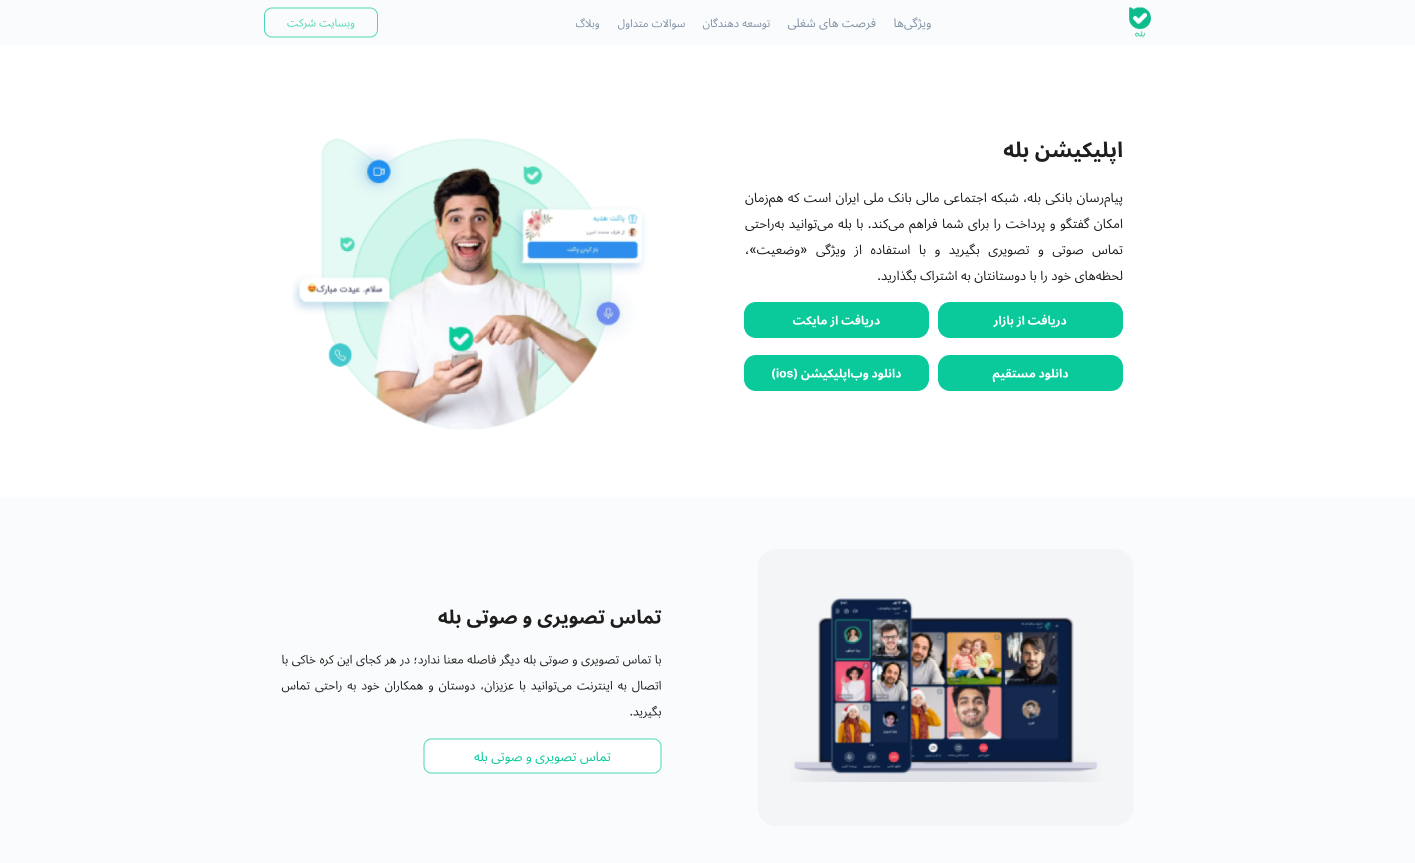 بله
ویژگی‌ها
فرصت های شغلی
توسعه دهندگان
سوالات متداول
وبلاگ
وبسایت شرکت
اپلیکیشن بله
پیام‌رسان بانکی بله، شبکه اجتماعی مالی بانک ملی ایران است که هم‌زمان
امکان گفتگو و پرداخت را برای شما فراهم می‌کند. با بله می‌توانید به‌راحتی
تماس صوتی و تصویری بگیرید و با استفاده از ویژگی «وضعیت»،
لحظه‌های خود را با دوستانتان به اشتراک بگذارید.
دریافت از بازار
دریافت از مایکت
دانلود مستقیم
دانلود وب‌اپلیکیشن (ios)
پاکت هدیه
از طرف محمد امین
باز کردن پاکت
سلام. عیدت مبارک😍
تماس تصویری و صوتی بله
با تماس تصویری و صوتی بله دیگر فاصله معنا ندارد؛ در هر کجای این کره خاکی با
اتصال به اینترنت می‌توانید با عزیزان، دوستان و همکاران خود به راحتی تماس
بگیرید.
تماس تصویری و صوتی بله